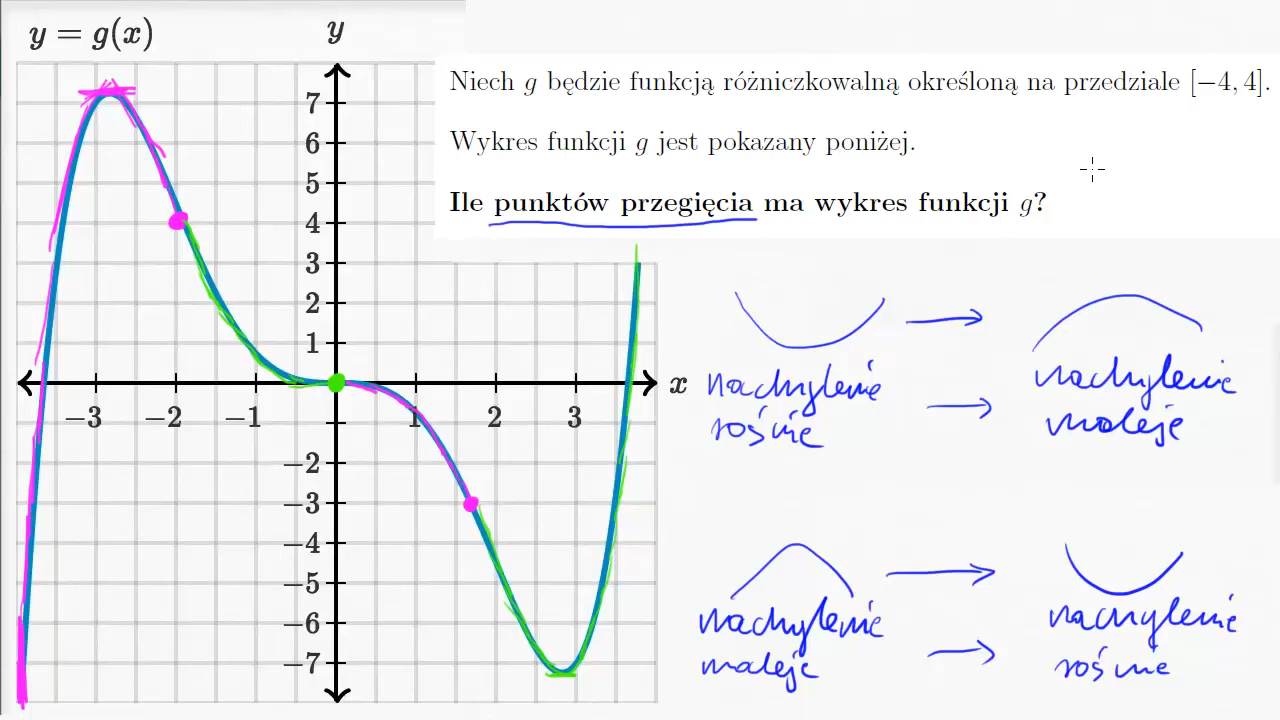 y = g(x)
y
Niech g będzie funkcją różniczkowalną określoną na przedziale [−4, 4].
Wykres funkcji g jest pokazany poniżej.
Ile punktów przegięcia ma wykres funkcji g?
7
6
5
4
3
2
1
x
−3 −2 −1 1 2 3
−2
−3
−4
−5
−6
−7
nachylenie
rośnie
nachylenie
maleje
nachylenie
maleje
nachylenie
rośnie